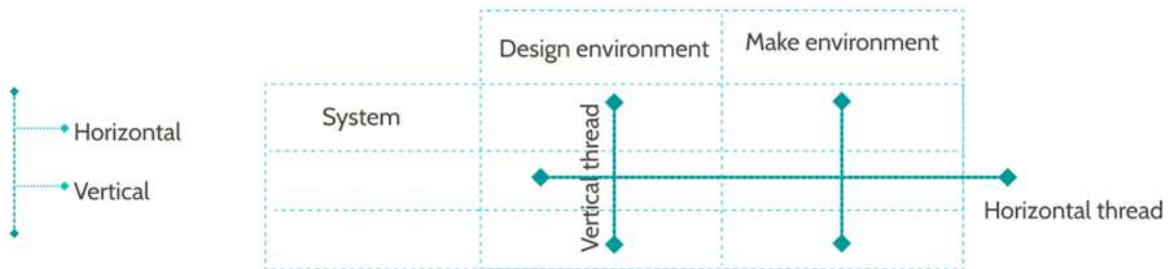 Design environment
Make environment
System
Horizontal
Vertical
Vertical thread
Horizontal thread